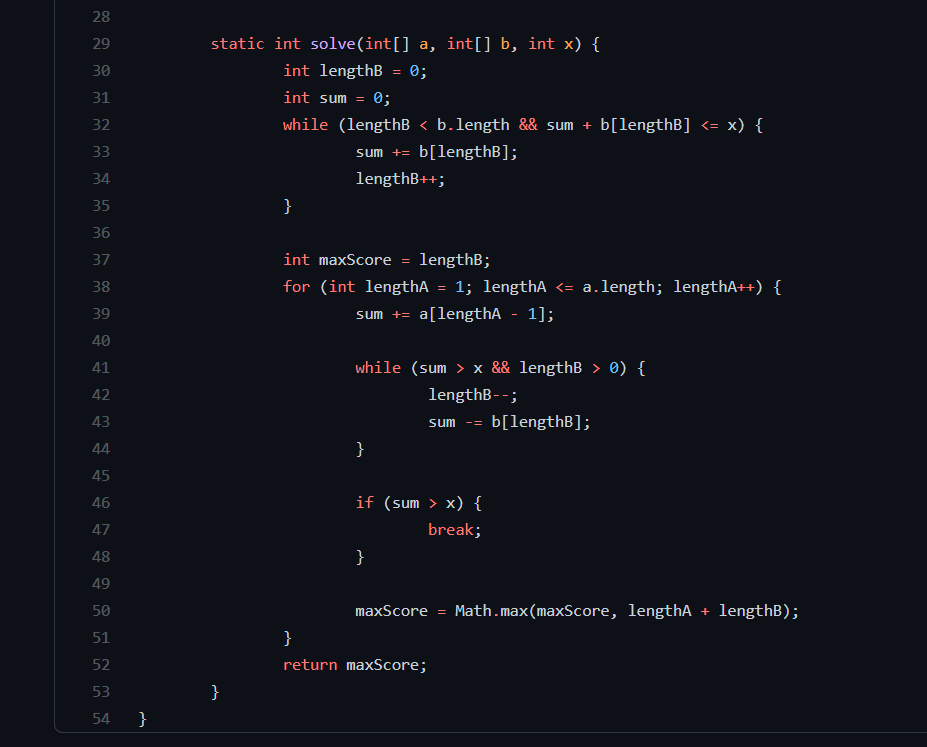 28
29 static int solve(int[] a, int[] b, int x) {
30 int lengthB = 0;
31 int sum = 0;
32 while (lengthB < b.length && sum + b[lengthB] <= x) {
33 sum += b[lengthB];
34 lengthB++;
35 }
36
37 int maxScore = lengthB;
38 for (int lengthA = 1; lengthA <= a.length; lengthA++) {
39 sum += a[lengthA - 1];
40
41 while (sum > x && lengthB > 0) {
42 lengthB--;
43 sum -= b[lengthB];
44 }
45
46 if (sum > x) {
47 break;
48 }
49
50 maxScore = Math.max(maxScore, lengthA + lengthB);
51 }
52 return maxScore;
53 }
54 }